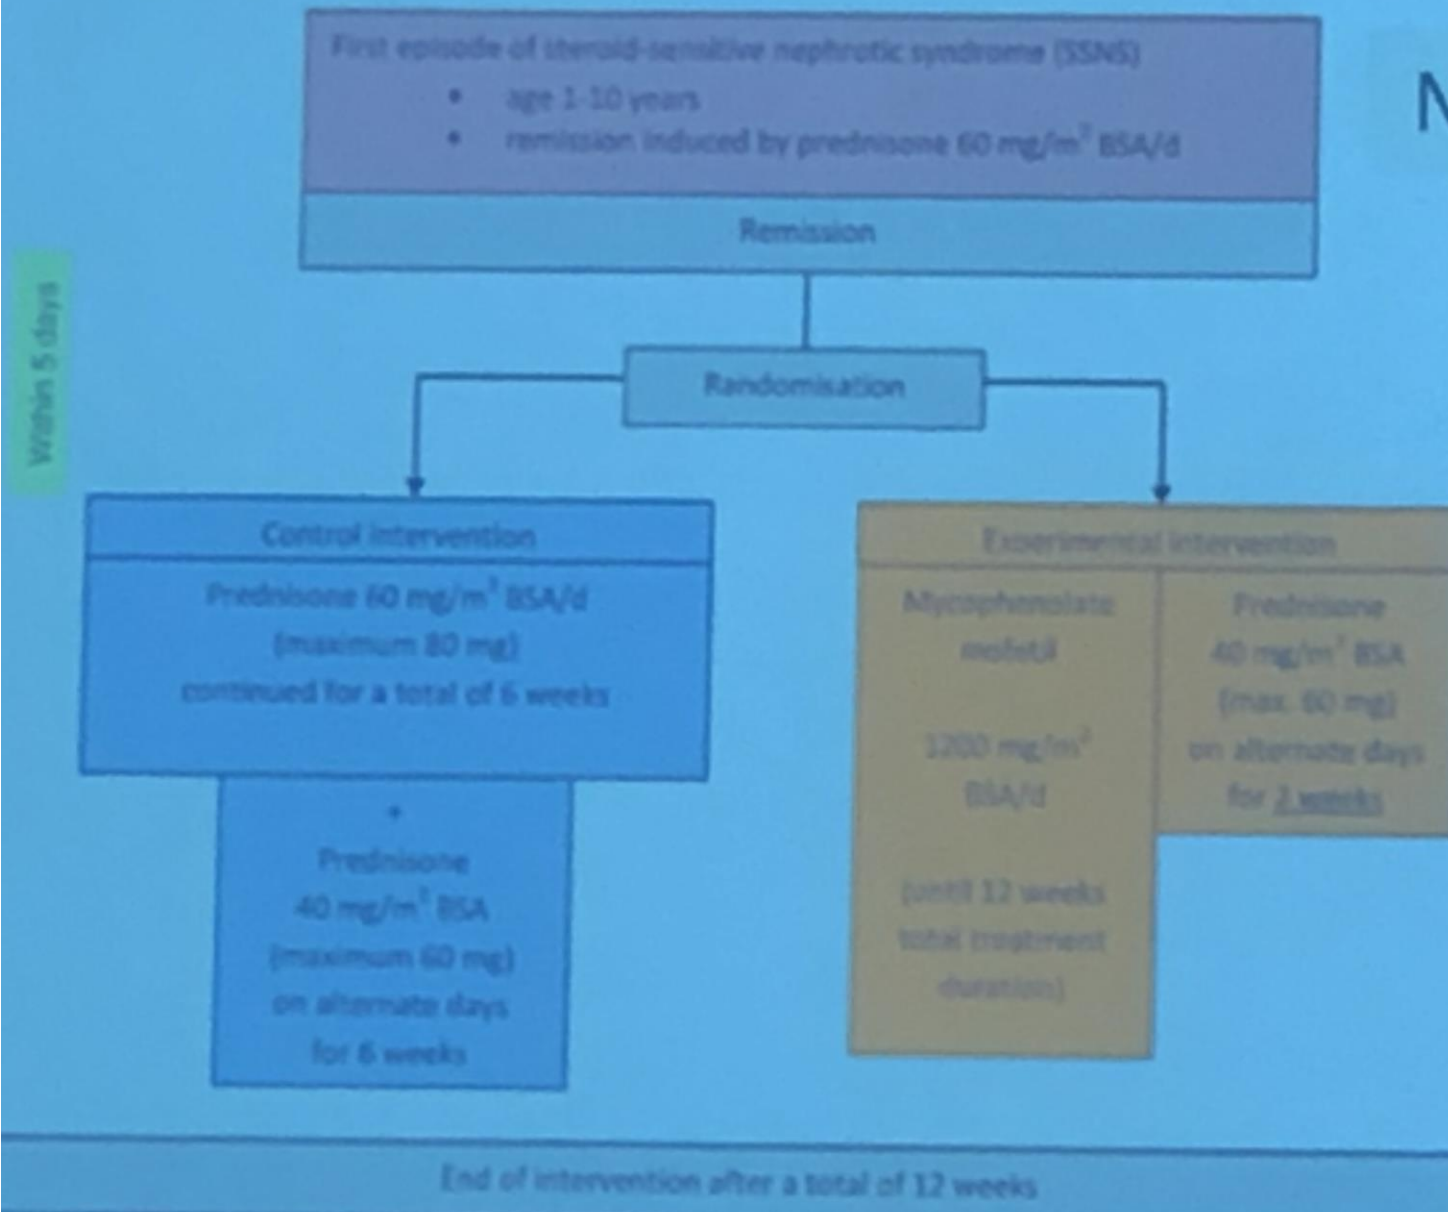 First episode of steroid-sensitive nephrotic syndrome (SSNS)
• age 1-10 years
• remission induced by prednisone 60 mg/m² BSA/d
Remission
Within 5 days
Randomisation
Control intervention
Prednisone 60 mg/m² BSA/d
(maximum 80 mg)
continued for a total of 6 weeks
+
Prednisone
40 mg/m² BSA
(maximum 60 mg)
on alternate days
for 6 weeks
Experimental intervention
Mycophenolate
mofetil
1200 mg/m²
BSA/d
(until 12 weeks
total treatment
duration)
Prednisone
40 mg/m² BSA
(max. 60 mg)
on alternate days
for 2 weeks
End of intervention after a total of 12 weeks